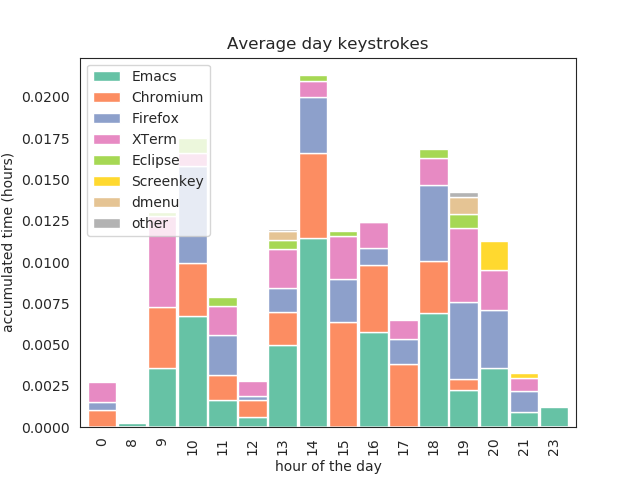 Average day keystrokes
Emacs
Chromium
Firefox
XTerm
Eclipse
Screenkey
dmenu
other
accumulated time (hours)
0.0200
0.0175
0.0150
0.0125
0.0100
0.0075
0.0050
0.0025
0.0000
0 8 9 10 11 12 13 14 15 16 17 18 19 20 21 23
hour of the day